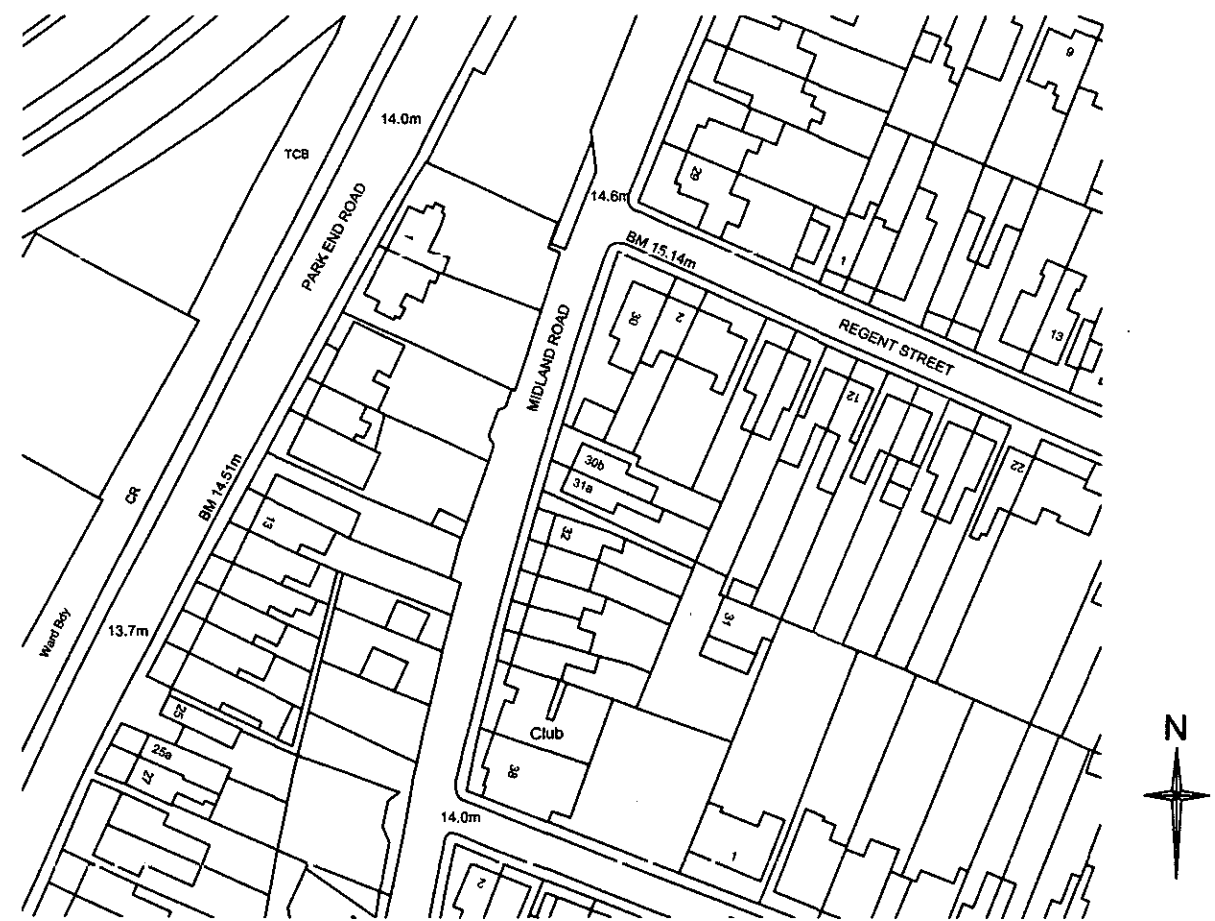 9
14.0m
TCB
29
PARK END ROAD
14.6m
1
BM 15.14m
1
30
2
REGENT STREET
13
MIDLAND ROAD
12
30b
22
31a
BM 14.51m
CR
13
32
31
Ward Bdy
13.7m
25
Club
25a
27
38
N
14.0m
1
2